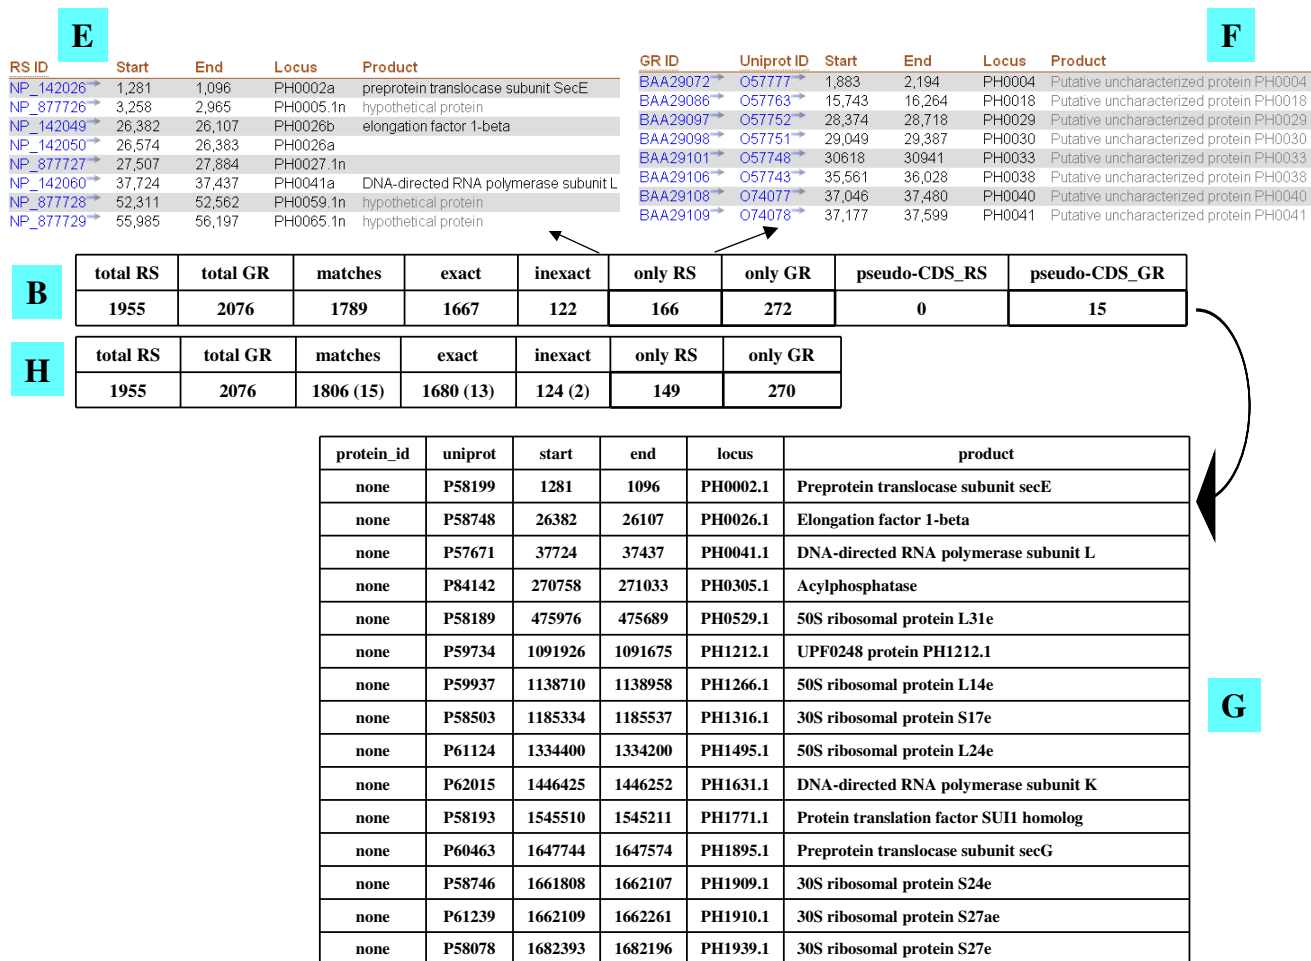 E
RS ID Start End Locus Product
NP_142026 1,281 1,096 PH0002a preprotein translocase subunit SecE
NP_877726 3,258 2,965 PH0005.1n hypothetical protein
NP_142049 26,382 26,107 PH0026b elongation factor 1-beta
NP_142050 26,574 26,383 PH0026a
NP_877727 27,507 27,884 PH0027.1n
NP_142060 37,724 37,437 PH0041a DNA-directed RNA polymerase subunit L
NP_877728 52,311 52,562 PH0059.1n hypothetical protein
NP_877729 55,985 56,197 PH0065.1n hypothetical protein
F
GR ID Uniprot ID Start End Locus Product
BAA29072 O57777 1,883 2,194 PH0004 Putative uncharacterized protein PH0004
BAA29086 O57763 15,743 16,264 PH0018 Putative uncharacterized protein PH0018
BAA29097 O57752 28,374 28,718 PH0029 Putative uncharacterized protein PH0029
BAA29098 O57751 29,049 29,387 PH0030 Putative uncharacterized protein PH0030
BAA29101 O57748 30618 30941 PH0033 Putative uncharacterized protein PH0033
BAA29106 O57743 35,561 36,028 PH0038 Putative uncharacterized protein PH0038
BAA29108 O74077 37,046 37,480 PH0040 Putative uncharacterized protein PH0040
BAA29109 O74078 37,177 37,599 PH0041 Putative uncharacterized protein PH0041
B
total RS total GR matches exact inexact only RS only GR pseudo-CDS_RS pseudo-CDS_GR
1955 2076 1789 1667 122 166 272 0 15
H
total RS total GR matches exact inexact only RS only GR
1955 2076 1806 (15) 1680 (13) 124 (2) 149 270
protein_id uniprot start end locus product
none P58199 1281 1096 PH0002.1 Preprotein translocase subunit secE
none P58748 26382 26107 PH0026.1 Elongation factor 1-beta
none P57671 37724 37437 PH0041.1 DNA-directed RNA polymerase subunit L
none P84142 270758 271033 PH0305.1 Acylphosphatase
none P58189 475976 475689 PH0529.1 50S ribosomal protein L31e
none P59734 1091926 1091675 PH1212.1 UPF0248 protein PH1212.1
none P59937 1138710 1138958 PH1266.1 50S ribosomal protein L14e
none P58503 1185334 1185537 PH1316.1 30S ribosomal protein S17e
none P61124 1334400 1334200 PH1495.1 50S ribosomal protein L24e
none P62015 1446425 1446252 PH1631.1 DNA-directed RNA polymerase subunit K
none P58193 1545510 1545211 PH1771.1 Protein translation factor SUI1 homolog
none P60463 1647744 1647574 PH1895.1 Preprotein translocase subunit secG
none P58746 1661808 1662107 PH1909.1 30S ribosomal protein S24e
none P61239 1662109 1662261 PH1910.1 30S ribosomal protein S27ae
none P58078 1682393 1682196 PH1939.1 30S ribosomal protein S27e
G